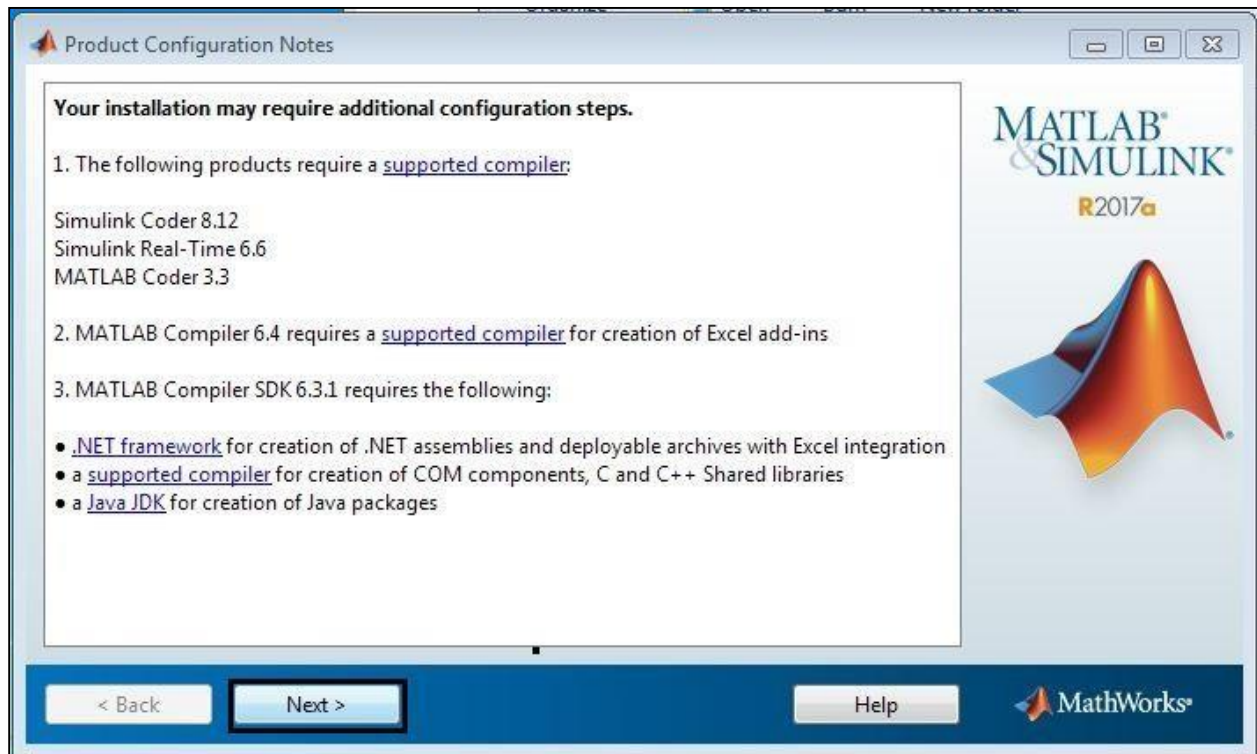 Product Configuration Notes
Your installation may require additional configuration steps.
1. The following products require a supported compiler:
Simulink Coder 8.12
Simulink Real-Time 6.6
MATLAB Coder 3.3
2. MATLAB Compiler 6.4 requires a supported compiler for creation of Excel add-ins
3. MATLAB Compiler SDK 6.3.1 requires the following:
● .NET framework for creation of .NET assemblies and deployable archives with Excel integration
● a supported compiler for creation of COM components, C and C++ Shared libraries
● a Java JDK for creation of Java packages
MATLAB®
&SIMULINK®
R2017a
®
< Back
Next >
Help
MathWorks®